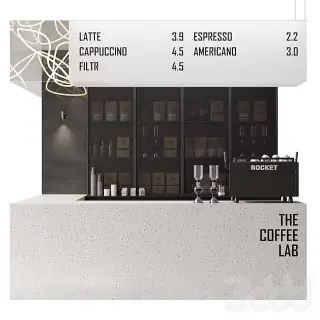 LATTE 3.9 ESPRESSO 2.2
CAPPUCCINO 4.5 AMERICANO 3.0
FILTR 4.5
ROCKET
THE
COFFEE
LAB